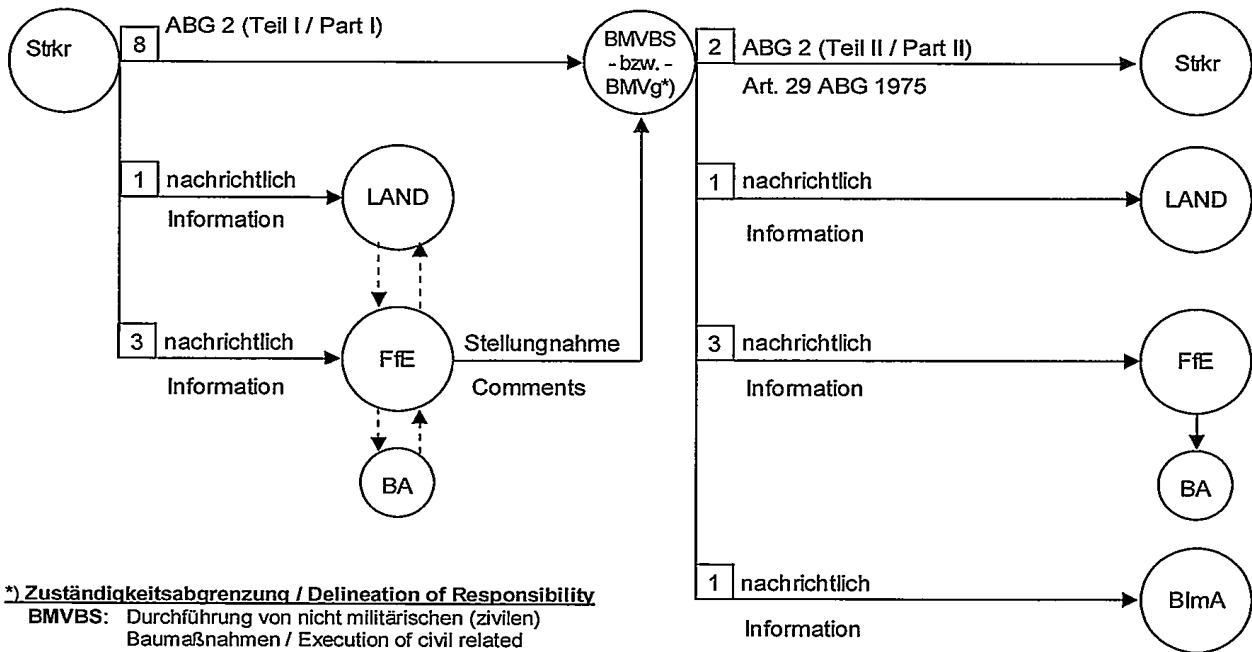 Strkr
8
ABG 2 (Teil I / Part I)
BMVBS
- bzw. -
BMVg*)
2
ABG 2 (Teil II / Part II)
Art. 29 ABG 1975
Strkr
1
nachrichtlich
Information
LAND
1
nachrichtlich
Information
LAND
3
nachrichtlich
Information
FfE
Stellungnahme
Comments
3
nachrichtlich
Information
FfE
BA
BA
1
nachrichtlich
Information
BImA
*) Zuständigkeitsabgrenzung / Delineation of Responsibility
BMVBS: Durchführung von nicht militärischen (zivilen)
Baumaßnahmen / Execution of civil related